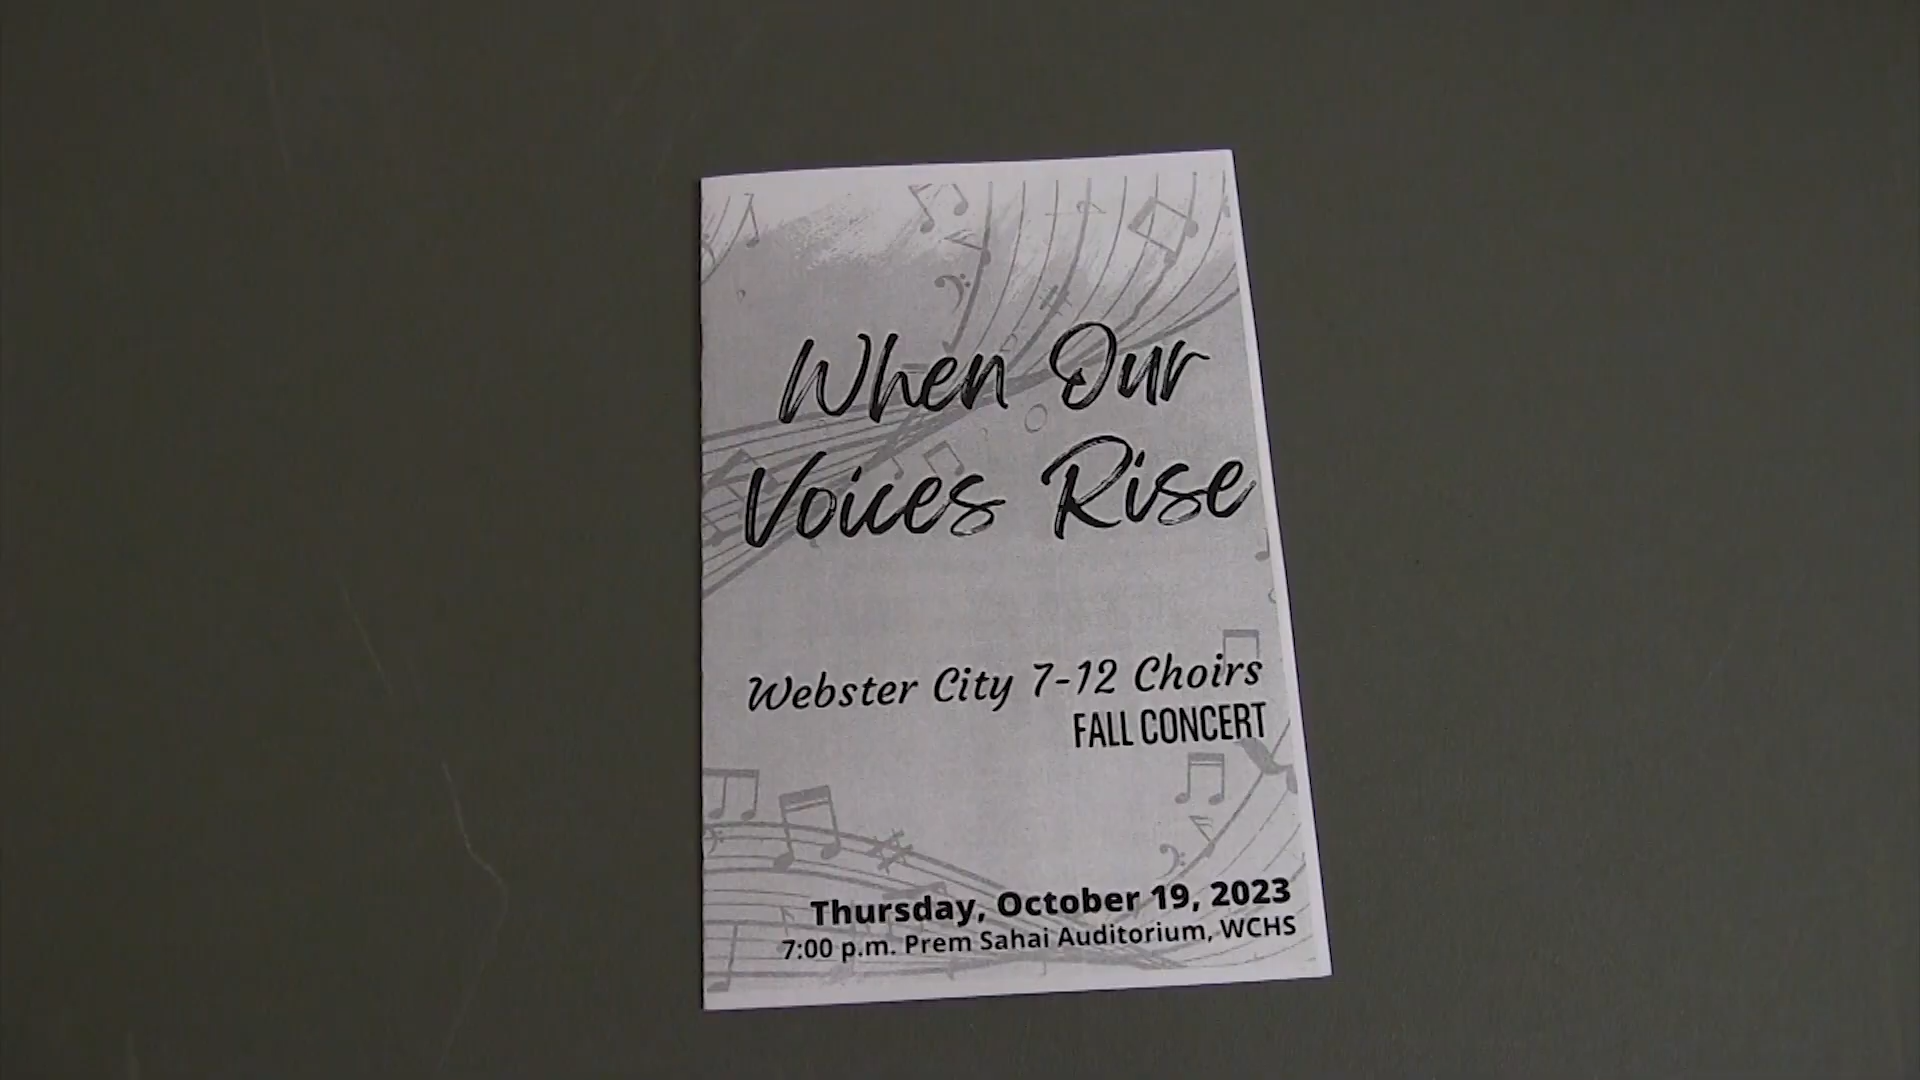 When Our
Voices Rise
Webster City 7-12 Choirs
FALL CONCERT
Thursday, October 19, 2023
7:00 p.m. Prem Sahai Auditorium, WCHS